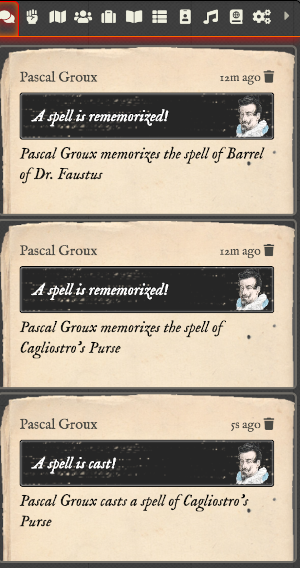 Pascal Groux 12m ago
A spell is rememorized!
Pascal Groux memorizes the spell of Barrel
of Dr. Faustus
Pascal Groux 12m ago
A spell is rememorized!
Pascal Groux memorizes the spell of
Cagliostro's Purse
Pascal Groux 5s ago
A spell is cast!
Pascal Groux casts a spell of Cagliostro's
Purse